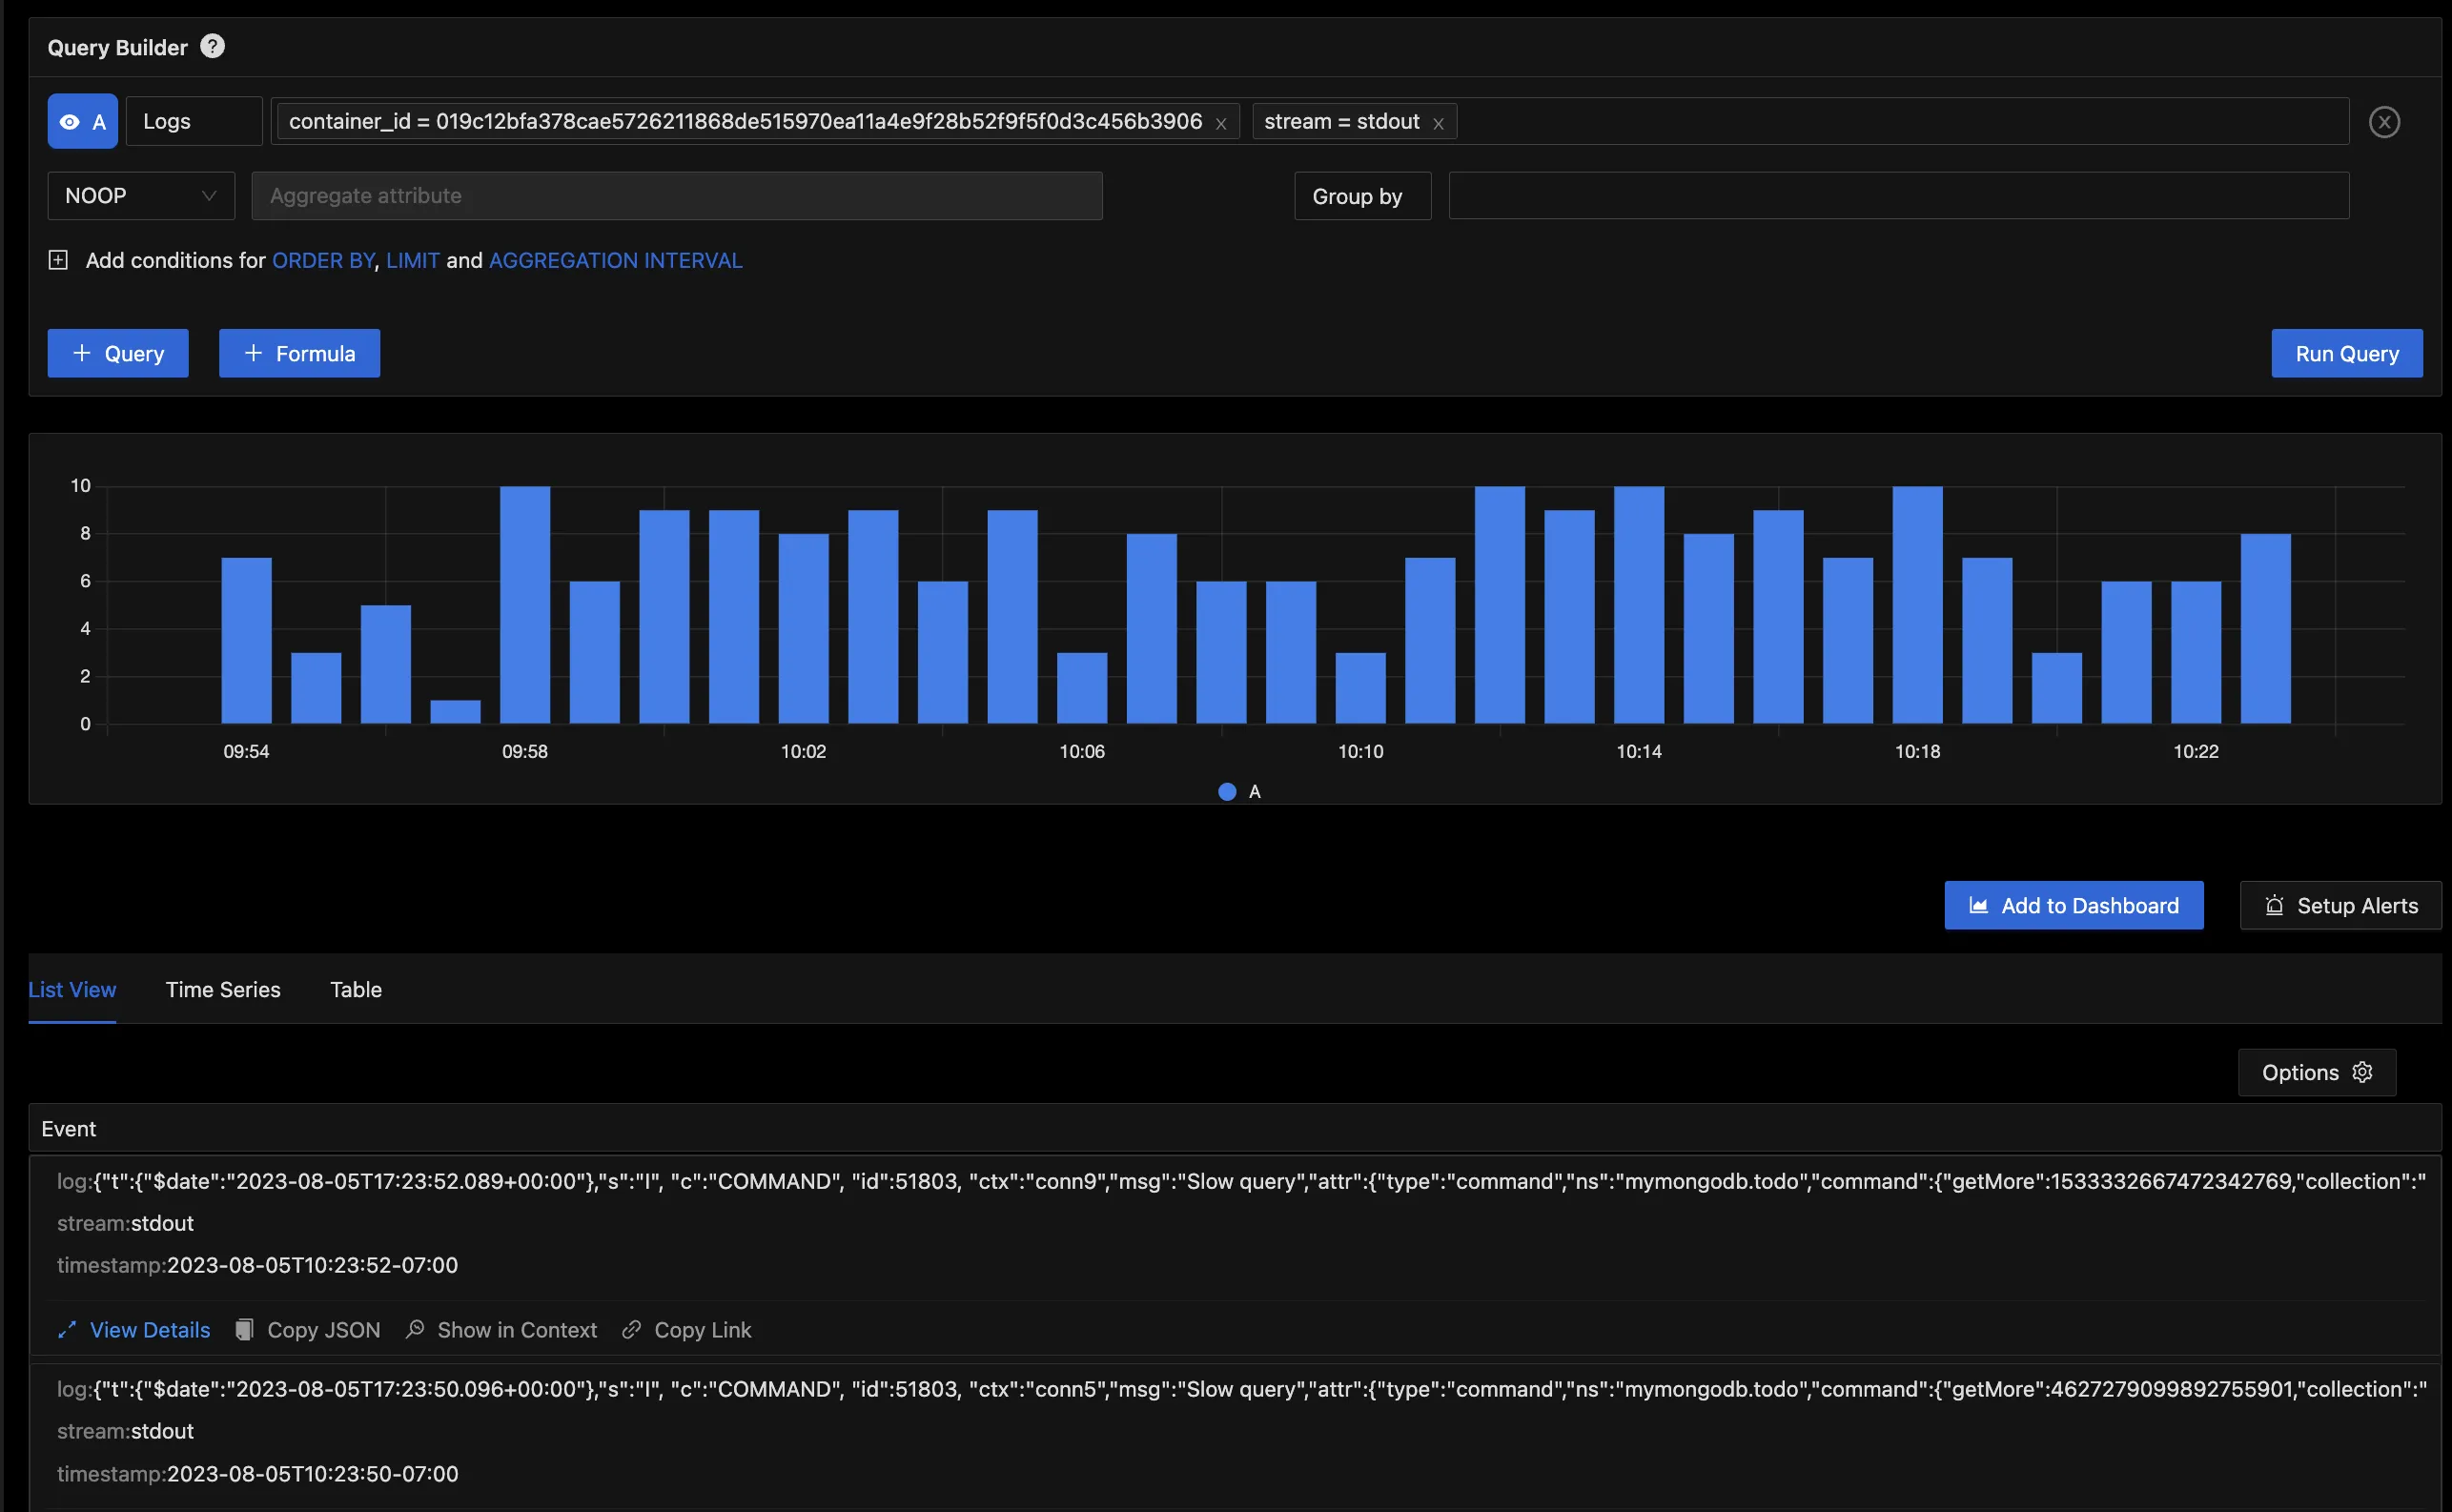 Query Builder ?
A Logs container_id = 019c12bfa378cae5726211868de515970ea11a4e9f28b52f9f5f0d3c456b3906 x stream = stdout x
NOOP Aggregate attribute Group by
Add conditions for ORDER BY, LIMIT and AGGREGATION INTERVAL
+ Query + Formula Run Query
10
8
6
4
2
0
09:54 09:58 10:02 10:06 10:10 10:14 10:18 10:22
A
Add to Dashboard Setup Alerts
List View Time Series Table
Options
Event
log:{"t":{"$date":"2023-08-05T17:23:52.089+00:00"},"s":"I", "c":"COMMAND", "id":51803, "ctx":"conn9","msg":"Slow query","attr":{"type":"command","ns":"mymongodb.todo","command":{"getMore":1533332667472342769,"collection":"
stream:stdout
timestamp:2023-08-05T10:23:52-07:00
View Details Copy JSON Show in Context Copy Link
log:{"t":{"$date":"2023-08-05T17:23:50.096+00:00"},"s":"I", "c":"COMMAND", "id":51803, "ctx":"conn5","msg":"Slow query","attr":{"type":"command","ns":"mymongodb.todo","command":{"getMore":4627279099892755901,"collection":"
stream:stdout
timestamp:2023-08-05T10:23:50-07:00